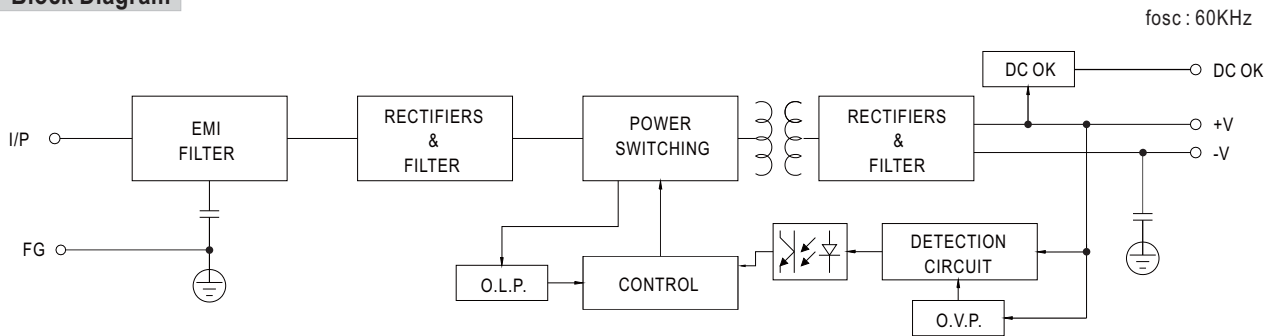 Block Diagram
fosc : 60KHz
DC OK
DC OK
I/P
EMI
FILTER
RECTIFIERS
&
FILTER
POWER
SWITCHING
RECTIFIERS
&
FILTER
+V
-V
FG
O.L.P.
CONTROL
DETECTION
CIRCUIT
O.V.P.